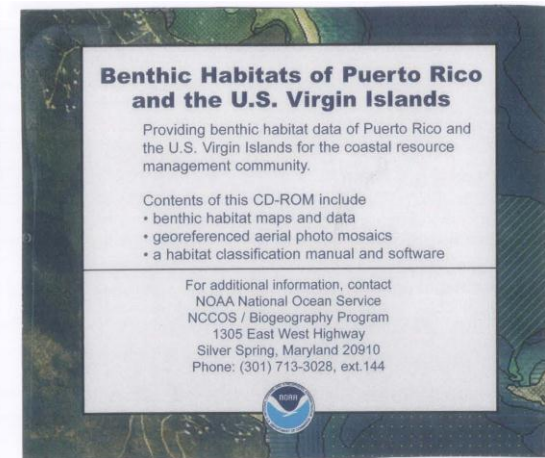 Benthic Habitats of Puerto Rico
and the U.S. Virgin Islands
Providing benthic habitat data of Puerto Rico and
the U.S. Virgin Islands for the coastal resource
management community.
Contents of this CD-ROM include
• benthic habitat maps and data
• georeferenced aerial photo mosaics
• a habitat classification manual and software
For additional information, contact
NOAA National Ocean Service
NCCOS / Biogeography Program
1305 East West Highway
Silver Spring, Maryland 20910
Phone: (301) 713-3028, ext.144
NOAA